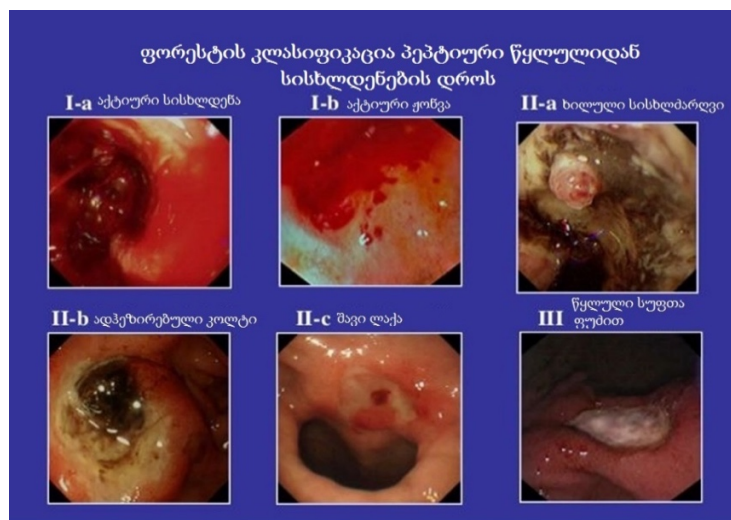 ფორესტის კლასიფიკაცია პეპტიური წყლულიდან
სისხლდენების დროს
I-a აქტიური სისხლდენა
I-b აქტიური ჟონვა
II-a ხილული სისხლძარღვი
II-b ადჰეზირებული კოლტი
II-c შავი ლაქა
III წყლული სუფთა
ფუძით